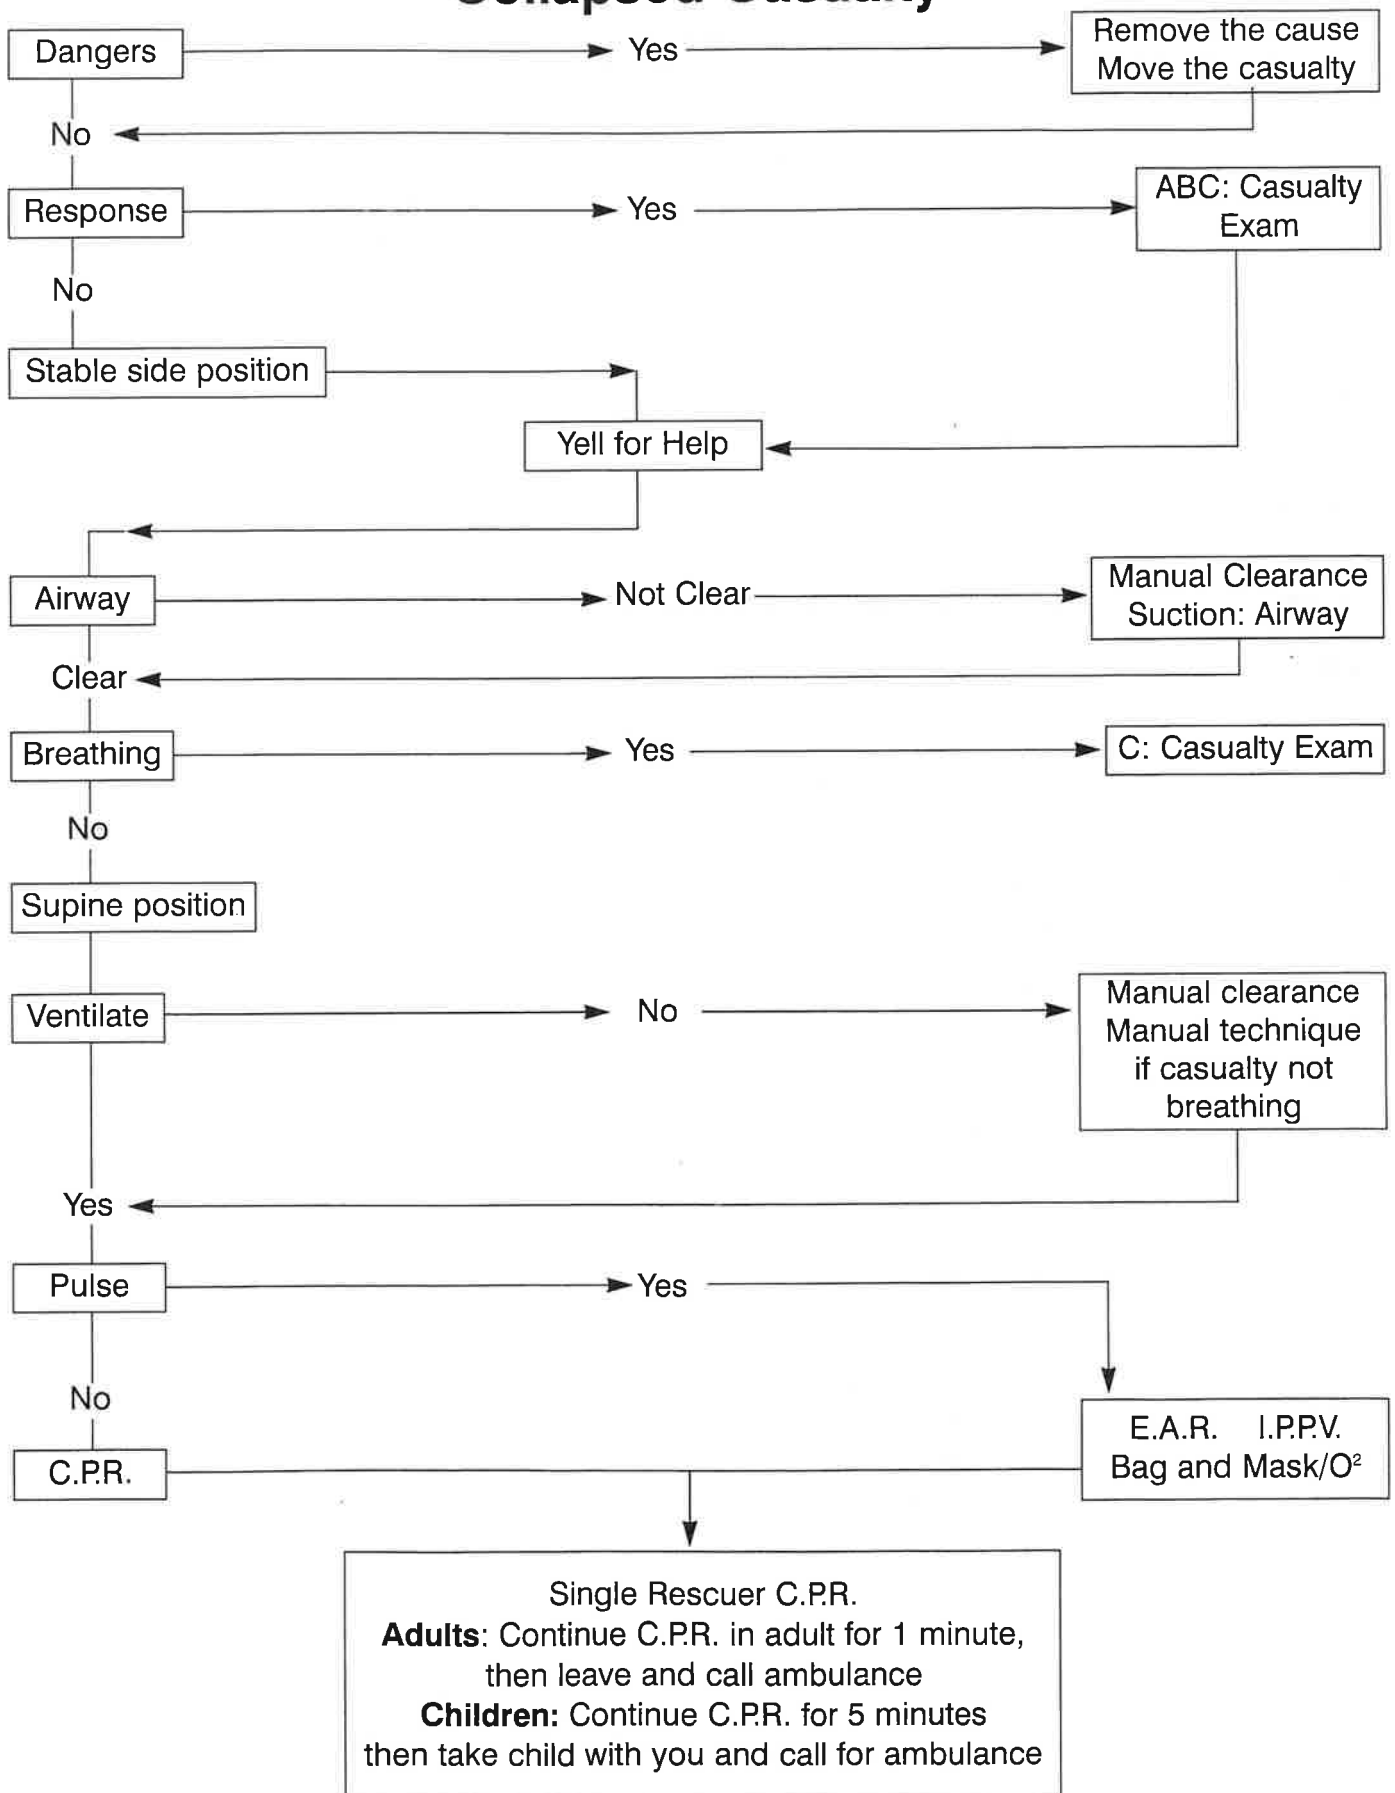 Collapsed Casualty
Dangers
Yes
Remove the cause
Move the casualty
No
Response
Yes
ABC: Casualty
Exam
No
Stable side position
Yell for Help
Airway
Not Clear
Manual Clearance
Suction: Airway
Clear
Breathing
Yes
C: Casualty Exam
No
Supine position
Ventilate
No
Manual clearance
Manual technique
if casualty not
breathing
Yes
Pulse
Yes
No
E.A.R. I.P.P.V.
Bag and Mask/O²
C.P.R.
Single Rescuer C.P.R.
Adults: Continue C.P.R. in adult for 1 minute,
then leave and call ambulance
Children: Continue C.P.R. for 5 minutes
then take child with you and call for ambulance